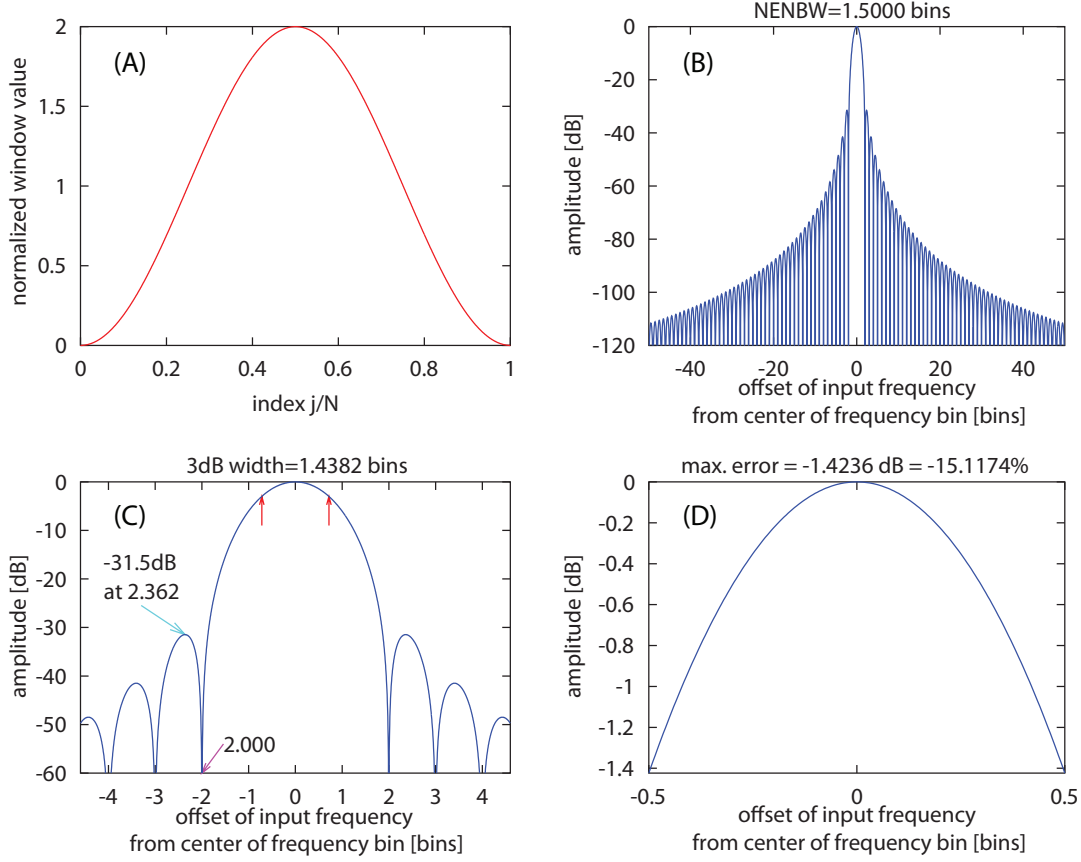 (A)
normalized window value
2
1.5
1
0.5
0
0 0.2 0.4 0.6 0.8 1
index j/N
NENBW=1.5000 bins
(B)
amplitude [dB]
0
-20
-40
-60
-80
-100
-120
-40 -20 0 20 40
offset of input frequency
from center of frequency bin [bins]
3dB width=1.4382 bins
(C)
amplitude [dB]
0
-10
-20
-30
-40
-50
-60
-31.5dB
at 2.362
2.000
-4 -3 -2 -1 0 1 2 3 4
offset of input frequency
from center of frequency bin [bins]
max. error = -1.4236 dB = -15.1174%
(D)
amplitude [dB]
0
-0.2
-0.4
-0.6
-0.8
-1
-1.2
-1.4
-0.5 0 0.5
offset of input frequency
from center of frequency bin [bins]